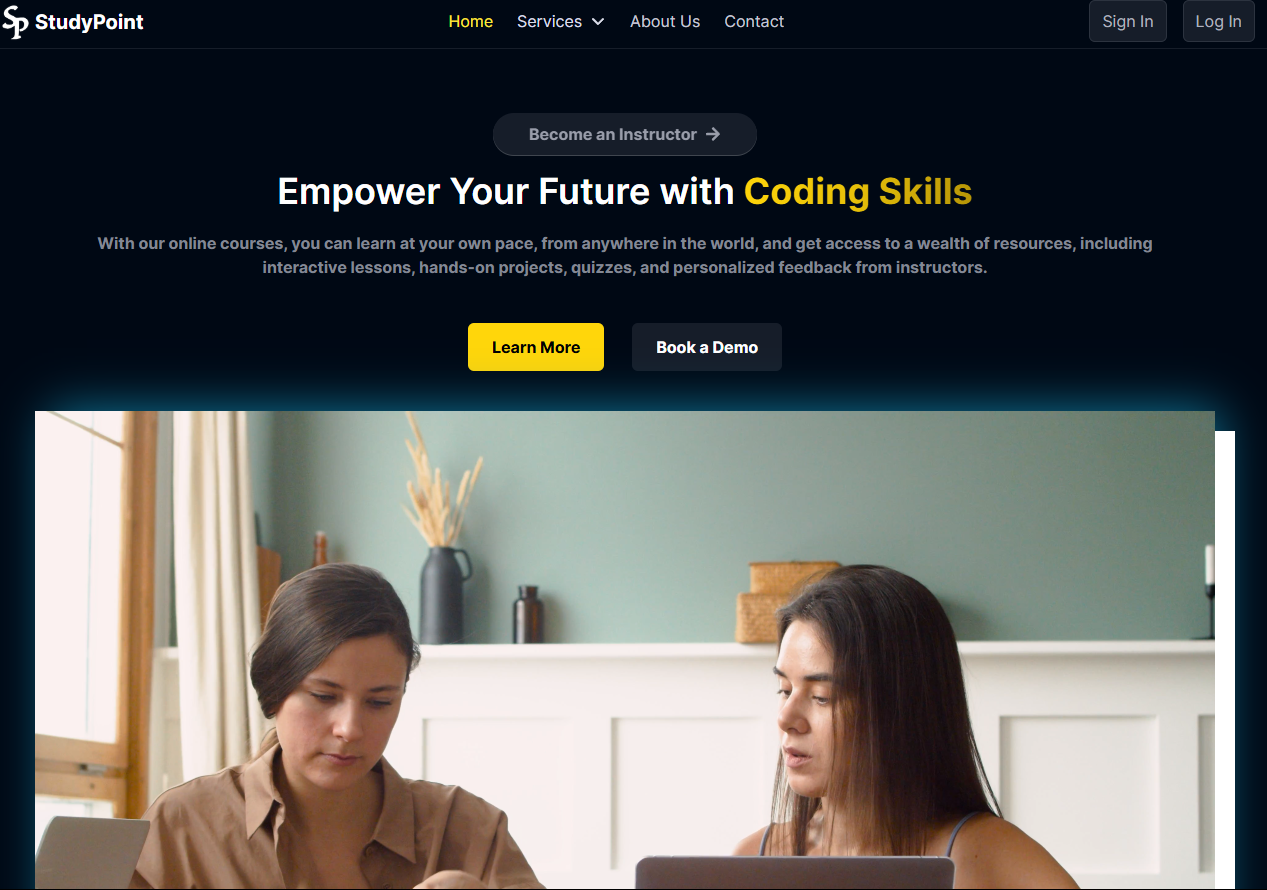 Sp StudyPoint
Home Services About Us Contact
Sign In Log In
Become an Instructor →
Empower Your Future with Coding Skills
With our online courses, you can learn at your own pace, from anywhere in the world, and get access to a wealth of resources, including
interactive lessons, hands-on projects, quizzes, and personalized feedback from instructors.
Learn More Book a Demo